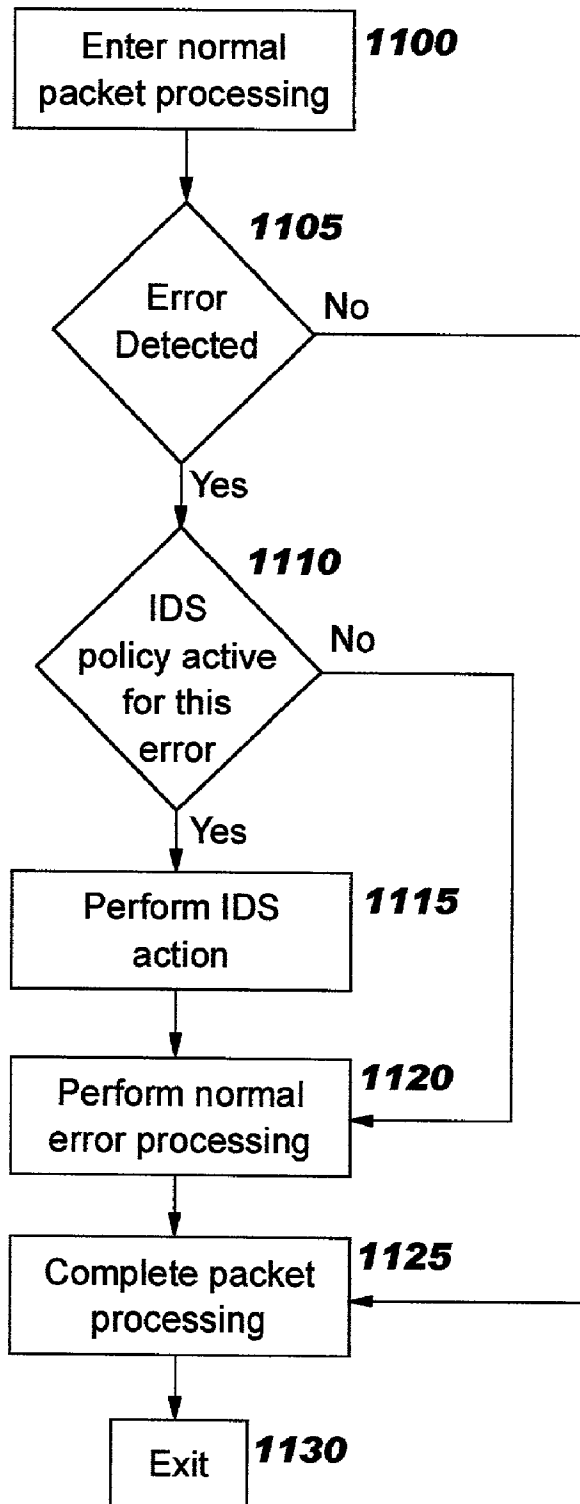 Enter normal
packet processing
1100
1105
Error
Detected
No
Yes
1110
IDS
policy active
for this
error
No
Yes
Perform IDS
action
1115
Perform normal
error processing
1120
Complete packet
processing
1125
Exit
1130